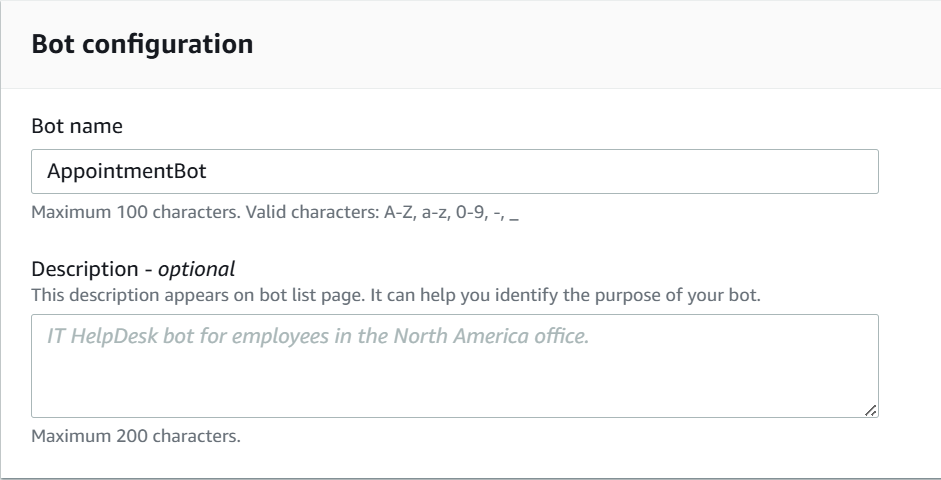 Bot configuration
Bot name
AppointmentBot
Maximum 100 characters. Valid characters: A-Z, a-z, 0-9, -, _
Description - optional
This description appears on bot list page. It can help you identify the purpose of your bot.
IT HelpDesk bot for employees in the North America office.
Maximum 200 characters.